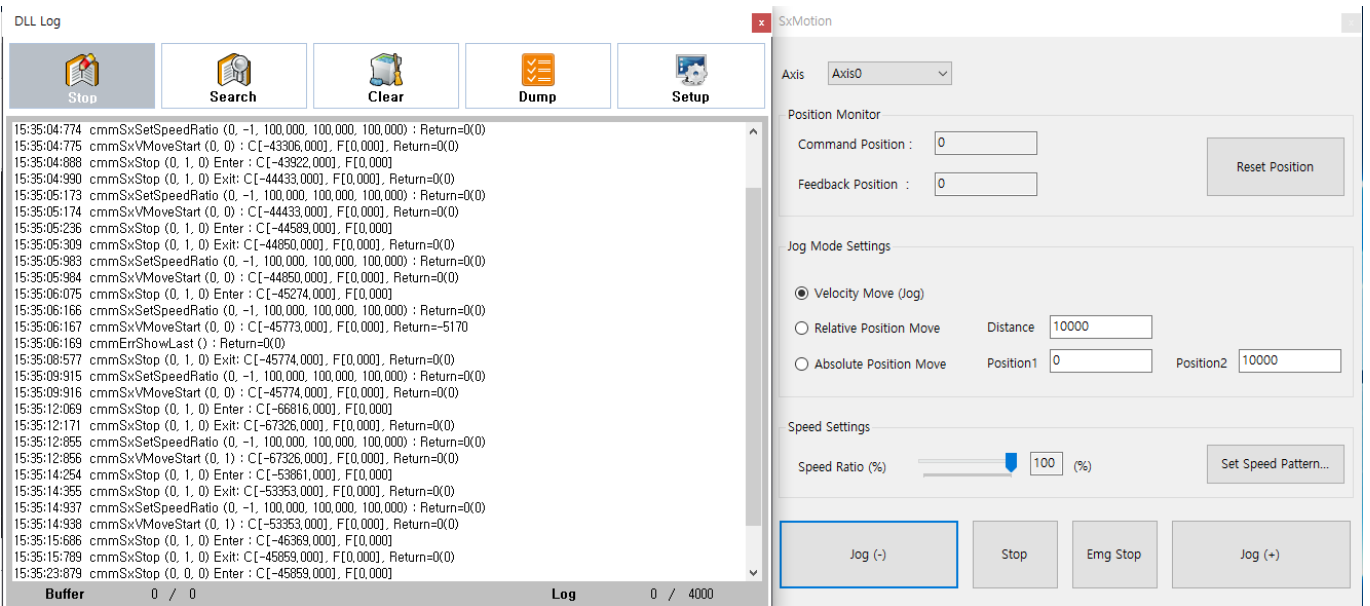 DLL Log
x
Stop
Search
Clear
Dump
Setup
15:35:04:774 cmmSxSetSpeedRatio (0, -1, 100,000, 100,000, 100,000) : Return=0(0)
15:35:04:775 cmmSxVMoveStart (0, 0) : C[-43306,000], F[0,000], Return=0(0)
15:35:04:888 cmmSxStop (0, 1, 0) Enter : C[-43922,000], F[0,000]
15:35:04:990 cmmSxStop (0, 1, 0) Exit: C[-44433,000], F[0,000], Return=0(0)
15:35:05:173 cmmSxSetSpeedRatio (0, -1, 100,000, 100,000, 100,000) : Return=0(0)
15:35:05:174 cmmSxVMoveStart (0, 0) : C[-44433,000], F[0,000], Return=0(0)
15:35:05:236 cmmSxStop (0, 1, 0) Enter : C[-44589,000], F[0,000]
15:35:05:309 cmmSxStop (0, 1, 0) Exit: C[-44850,000], F[0,000], Return=0(0)
15:35:05:983 cmmSxSetSpeedRatio (0, -1, 100,000, 100,000, 100,000) : Return=0(0)
15:35:05:984 cmmSxVMoveStart (0, 0) : C[-44850,000], F[0,000], Return=0(0)
15:35:06:075 cmmSxStop (0, 1, 0) Enter : C[-45274,000], F[0,000]
15:35:06:166 cmmSxSetSpeedRatio (0, -1, 100,000, 100,000, 100,000) : Return=0(0)
15:35:06:167 cmmSxVMoveStart (0, 0) : C[-45773,000], F[0,000], Return=-5170
15:35:06:169 cmmErrShowLast () : Return=0(0)
15:35:08:577 cmmSxStop (0, 1, 0) Exit: C[-45774,000], F[0,000], Return=0(0)
15:35:09:915 cmmSxSetSpeedRatio (0, -1, 100,000, 100,000, 100,000) : Return=0(0)
15:35:09:916 cmmSxVMoveStart (0, 0) : C[-45774,000], F[0,000], Return=0(0)
15:35:12:069 cmmSxStop (0, 1, 0) Enter : C[-66816,000], F[0,000]
15:35:12:171 cmmSxStop (0, 1, 0) Exit: C[-67326,000], F[0,000], Return=0(0)
15:35:12:855 cmmSxSetSpeedRatio (0, -1, 100,000, 100,000, 100,000) : Return=0(0)
15:35:12:856 cmmSxVMoveStart (0, 1) : C[-67326,000], F[0,000], Return=0(0)
15:35:14:254 cmmSxStop (0, 1, 0) Enter : C[-53861,000], F[0,000]
15:35:14:355 cmmSxStop (0, 1, 0) Exit: C[-53353,000], F[0,000], Return=0(0)
15:35:14:937 cmmSxSetSpeedRatio (0, -1, 100,000, 100,000, 100,000) : Return=0(0)
15:35:14:938 cmmSxVMoveStart (0, 1) : C[-53353,000], F[0,000], Return=0(0)
15:35:15:686 cmmSxStop (0, 1, 0) Enter : C[-46369,000], F[0,000]
15:35:15:789 cmmSxStop (0, 1, 0) Exit: C[-45859,000], F[0,000], Return=0(0)
15:35:23:879 cmmSxStop (0, 0, 0) Enter : C[-45859,000], F[0,000]
Buffer 0 / 0 Log 0 / 4000
SxMotion
x
Axis Axis0
Position Monitor
Command Position : 0
Feedback Position : 0
Reset Position
Jog Mode Settings
Velocity Move (Jog)
Relative Position Move Distance 10000
Absolute Position Move Position1 0 Position2 10000
Speed Settings
Speed Ratio (%) 100 (%) Set Speed Pattern...
Jog (-) Stop Emg Stop Jog (+)